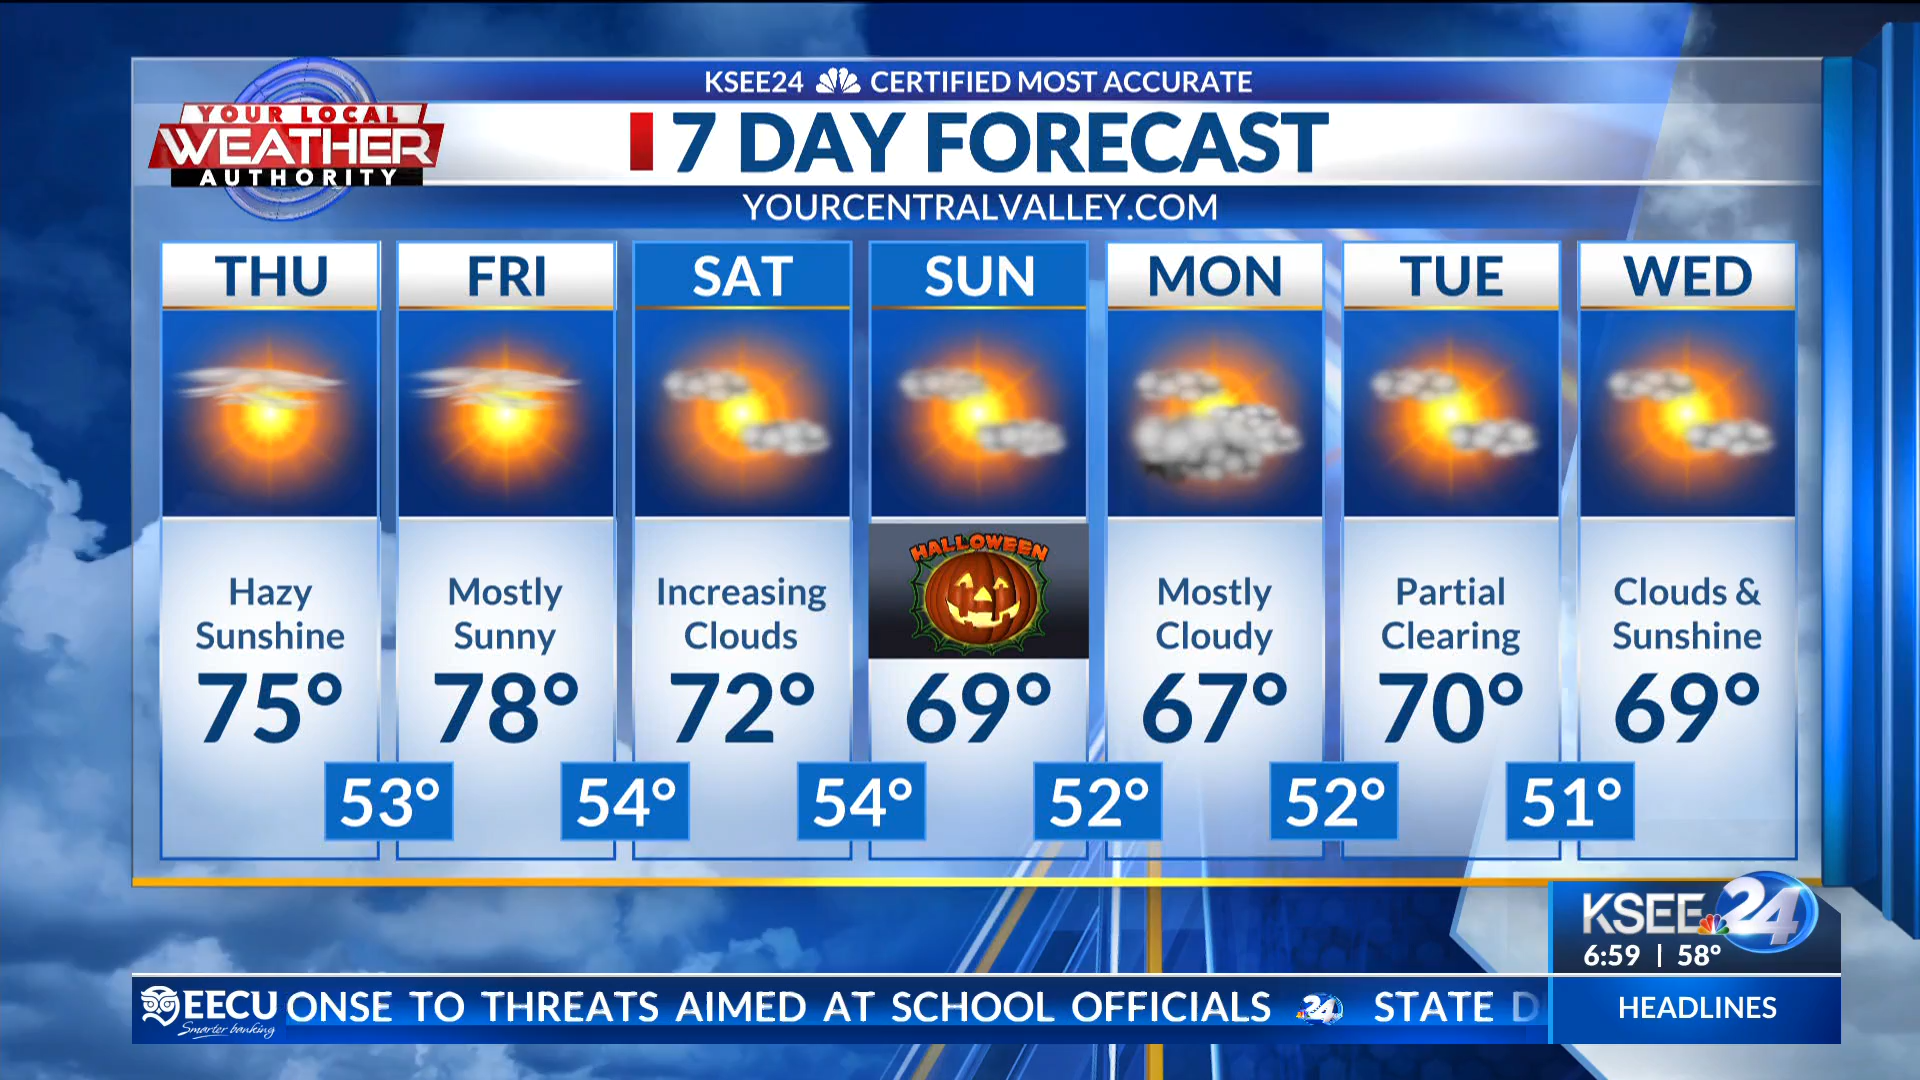 KSEE24 CERTIFIED MOST ACCURATE
YOUR LOCAL
WEATHER
AUTHORITY
7 DAY FORECAST
YOURCENTRALVALLEY.COM
THU FRI SAT SUN MON TUE WED
HALLOWEEN
Hazy Sunshine
Mostly Sunny
Increasing Clouds
Mostly Cloudy
Partial Clearing
Clouds & Sunshine
75° 78° 72° 69° 67° 70° 69°
53° 54° 54° 52° 52° 51°
KSEE 24
6:59 | 58°
EECU
Smarter banking
ONSE TO THREATS AIMED AT SCHOOL OFFICIALS 24 STATE D
HEADLINES